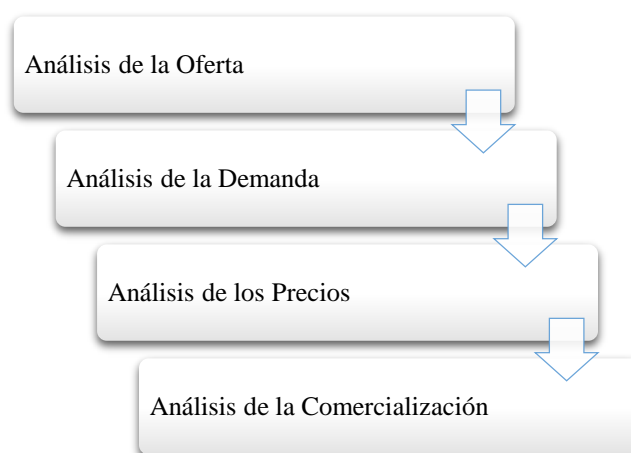 Análisis de la Oferta
Análisis de la Demanda
Análisis de los Precios
Análisis de la Comercialización